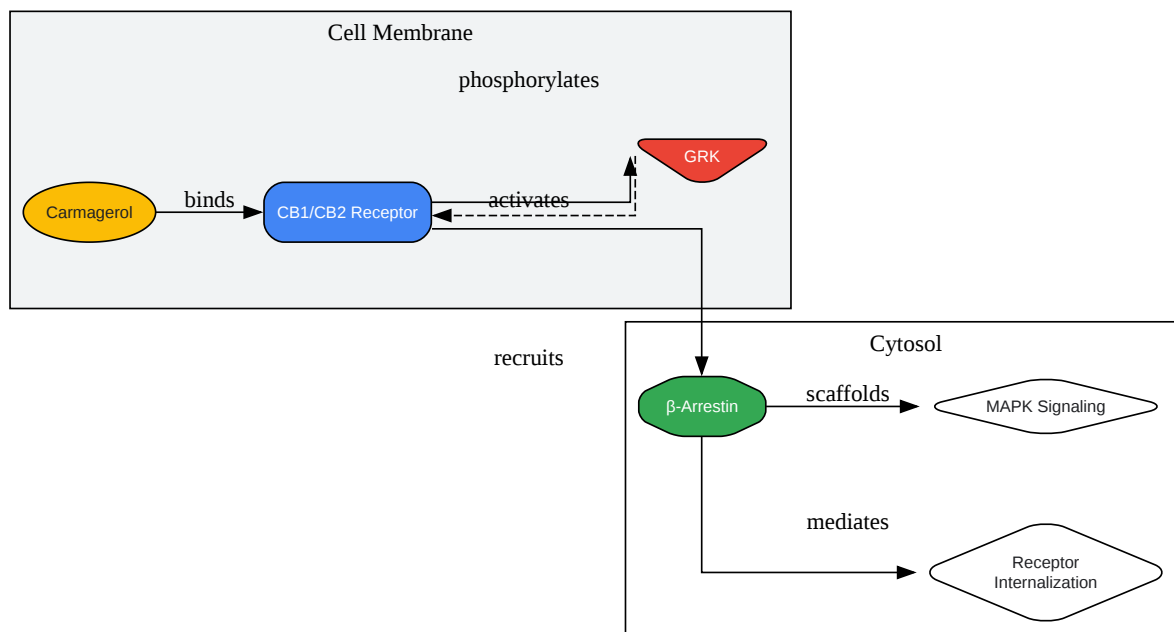 Cell Membrane
phosphorylates
GRK
binds
activates
Carmagerol
CB1/CB2 Receptor
Cytosol
recruits
scaffolds
β-Arrestin
MAPK Signaling
mediates
Receptor
Internalization